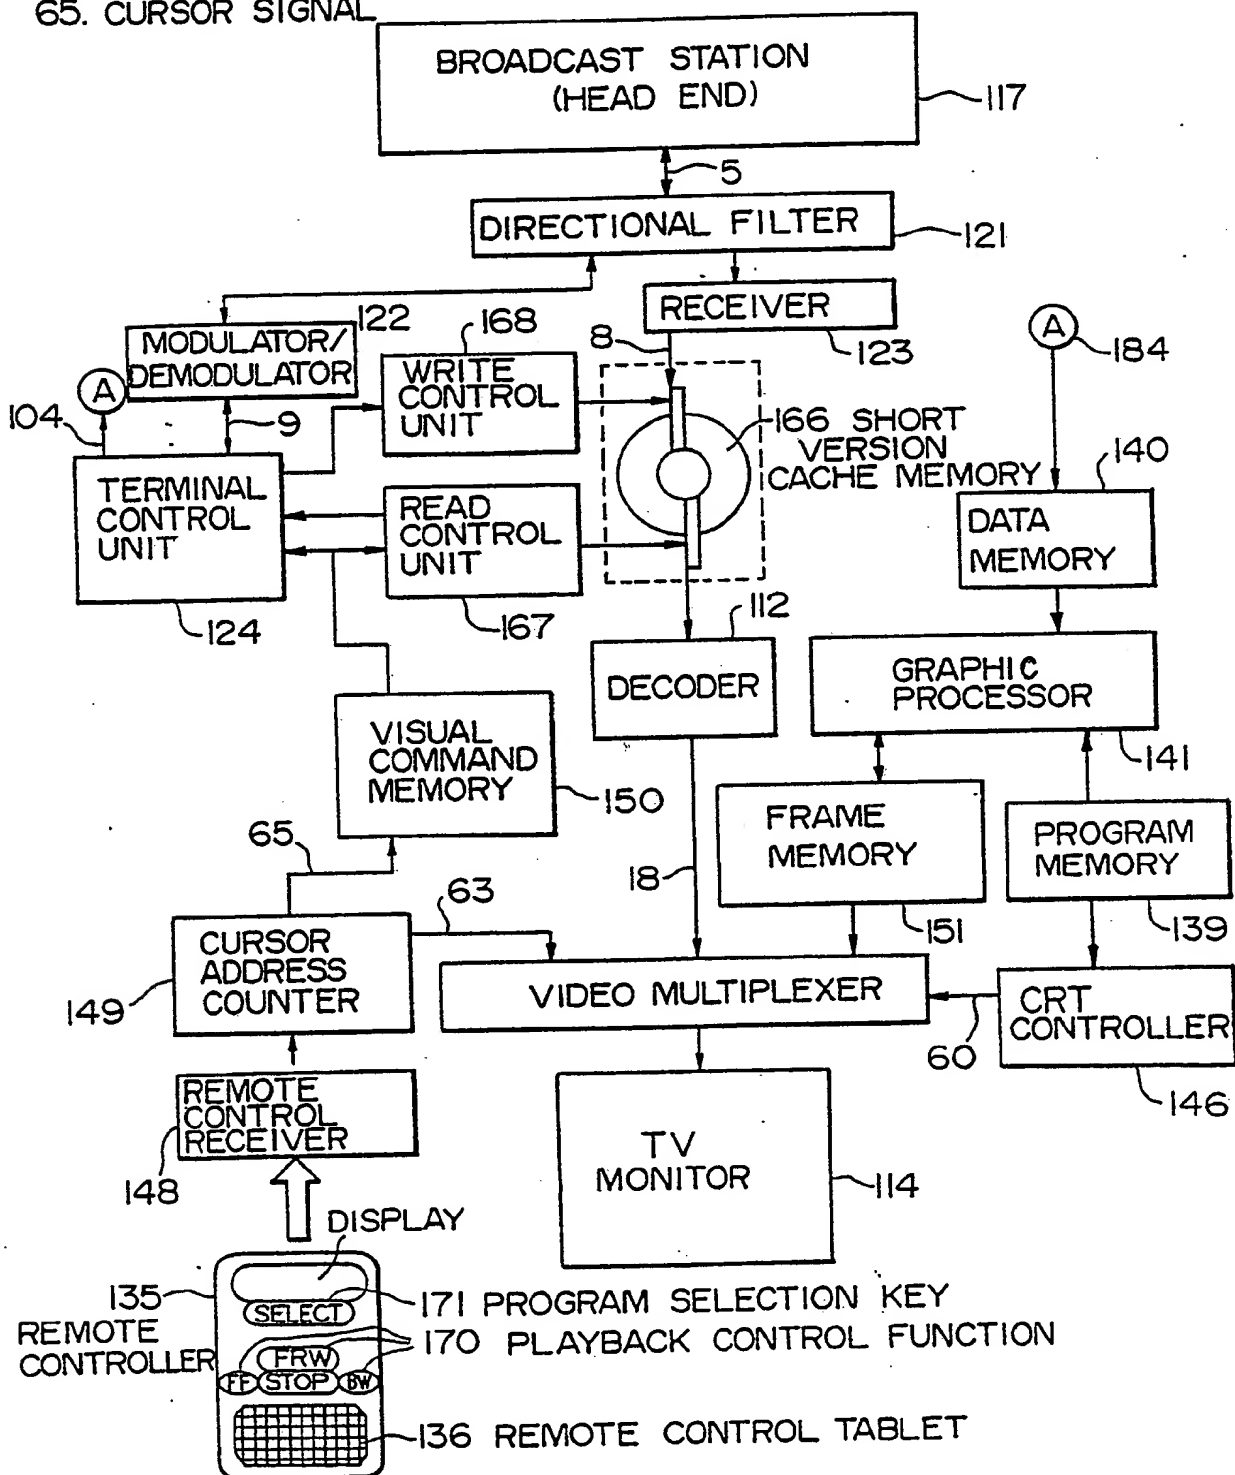 65. CURSOR SIGNAL
BROADCAST STATION
(HEAD END)
117
5
DIRECTIONAL FILTER
121
RECEIVER
123
122
MODULATOR/
DEMODULATOR
A
104
9
168
WRITE
CONTROL
UNIT
8
166 SHORT
VERSION
CACHE MEMORY
A
184
140
DATA
MEMORY
TERMINAL
CONTROL
UNIT
124
READ
CONTROL
UNIT
167
112
DECODER
GRAPHIC
PROCESSOR
141
VISUAL
COMMAND
MEMORY
150
FRAME
MEMORY
151
PROGRAM
MEMORY
139
65
63
18
CURSOR
ADDRESS
COUNTER
149
VIDEO MULTIPLEXER
60
CRT
CONTROLLER
146
REMOTE
CONTROL
RECEIVER
148
TV
MONITOR
114
DISPLAY
135
REMOTE
CONTROLLER
SELECT
171 PROGRAM SELECTION KEY
170 PLAYBACK CONTROL FUNCTION
FRW
FF STOP BW
136 REMOTE CONTROL TABLET